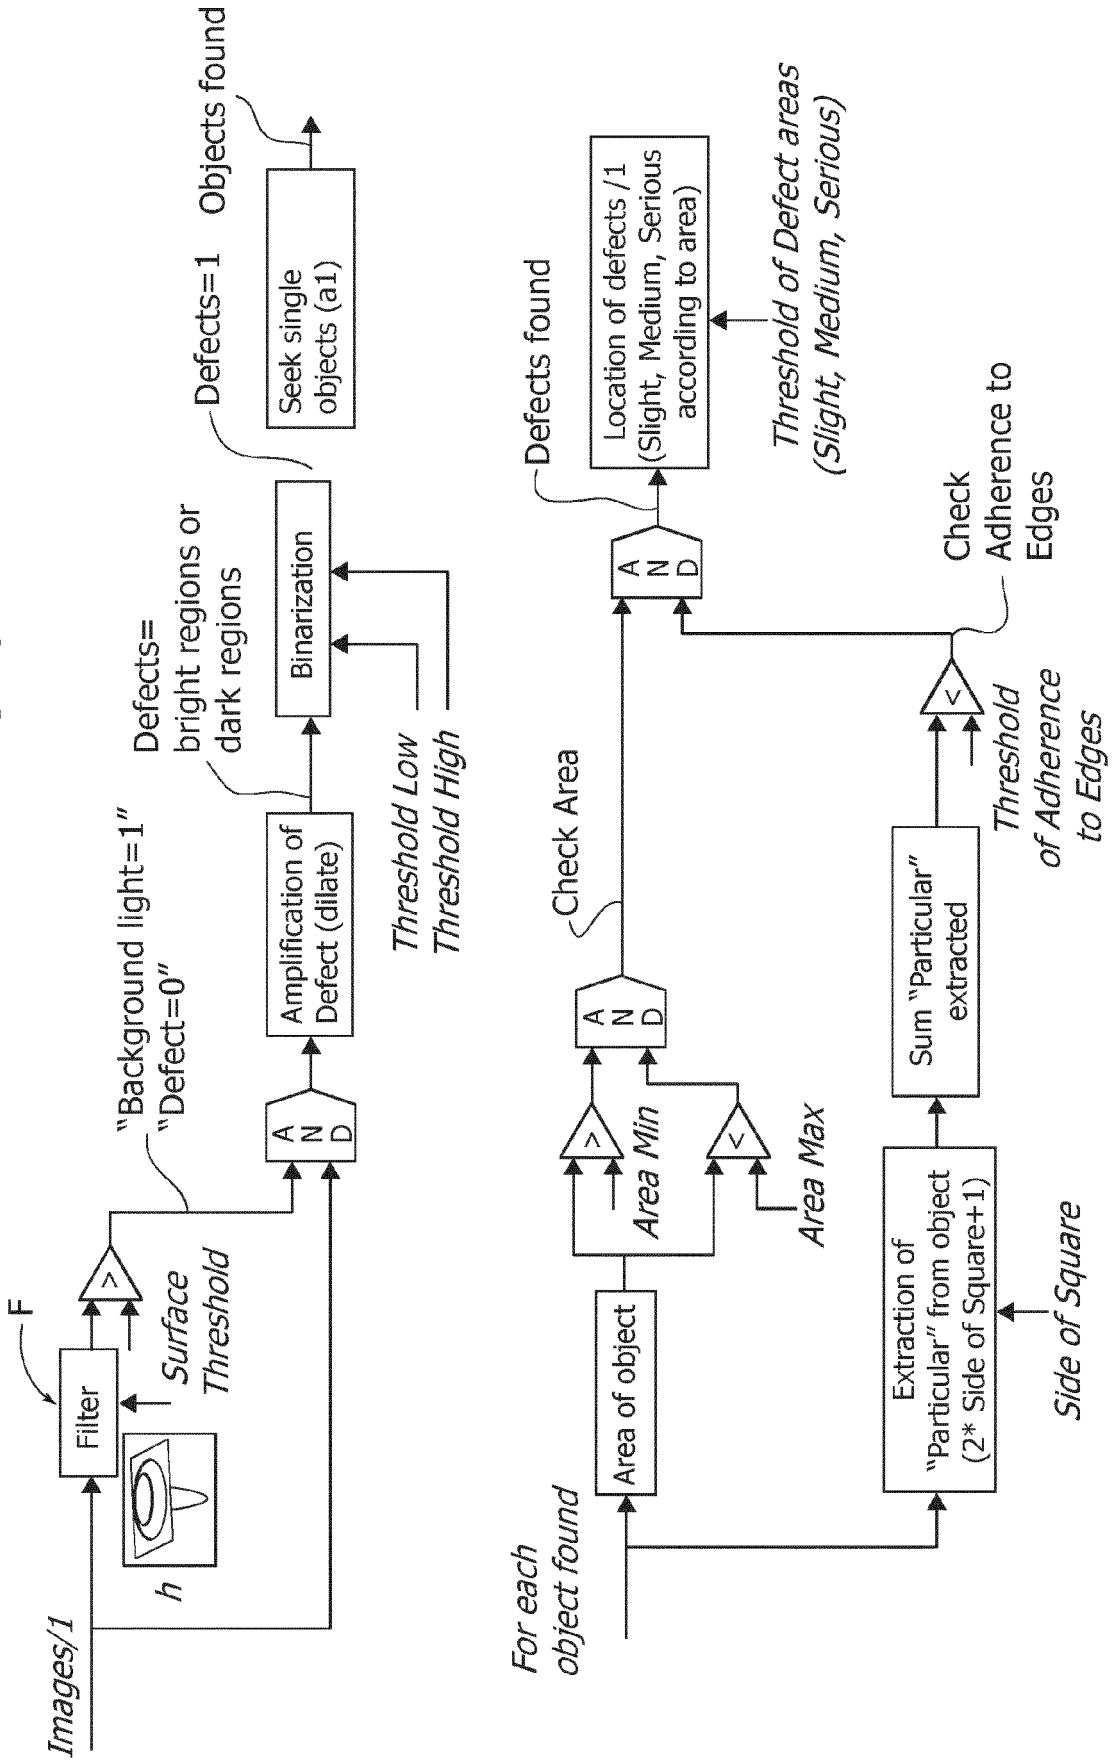 Images/1
h
Filter
F
Surface
Threshold
>
"Background light=1"
"Defect=0"
A
N
D
Amplification of
Defect (dilate)
Defects=
bright regions or
dark regions
Threshold Low
Threshold High
Binarization
Defects=1
Seek single
objects (a1)
Objects found
For each
object found
Area of object
>
Area Min
<
Area Max
A
N
D
Check Area
Extraction of
"Particular" from object
(2* Side of Square+1)
Side of Square
Sum "Particular"
extracted
<
Threshold
of Adherence
to Edges
Check
Adherence to
Edges
A
N
D
Defects found
Location of defects /1
(Slight, Medium, Serious
according to area)
Threshold of Defect areas
(Slight, Medium, Serious)